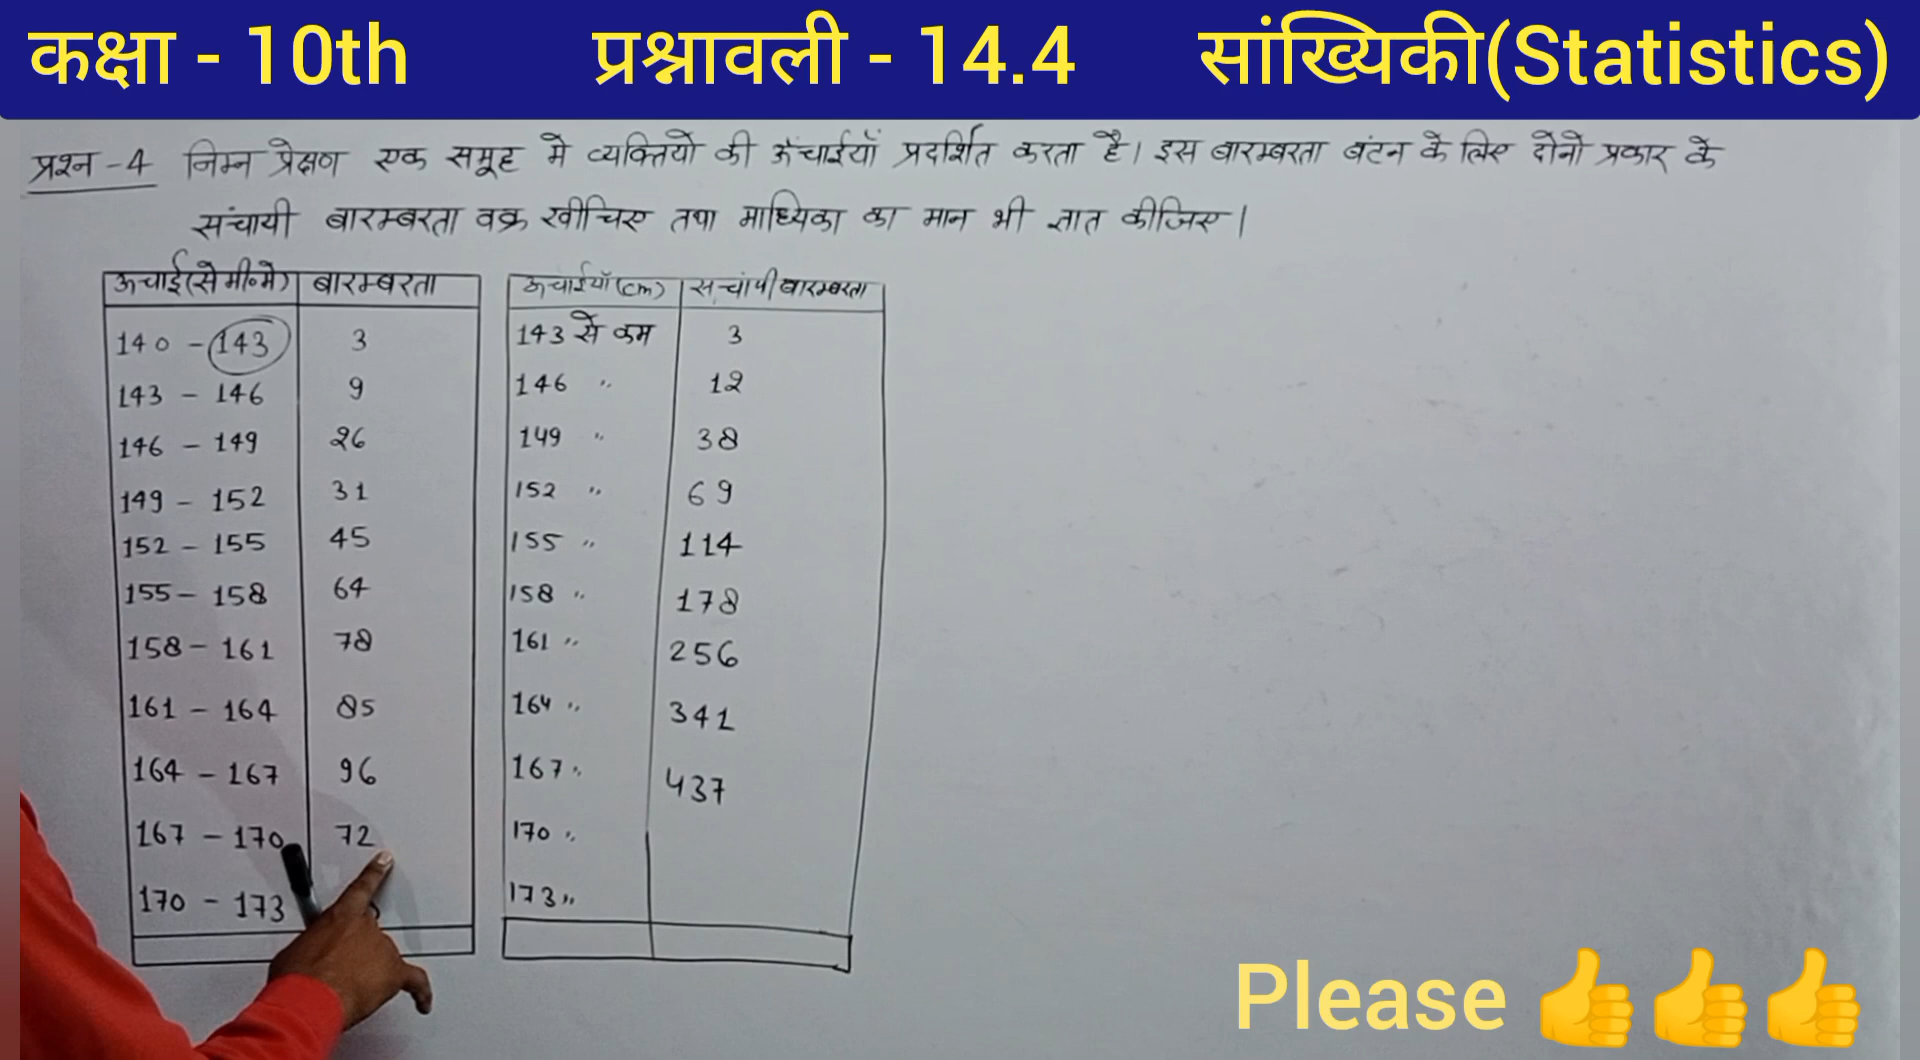 कक्षा - 10th प्रश्नावली - 14.4 सांख्यिकी(Statistics)
प्रश्न -4 निम्न प्रेक्षण एक समूह मे व्यक्तियो की ऊँचाईयाँ प्रदर्शित करता है। इस बारम्बरता बंटन के लिए दोनो प्रकार के
संचायी बारम्बरता वक्र खीचिए तथा माध्यिका का मान भी ज्ञात कीजिए।
ऊचाई(से मी॰मे) बारम्बरता
140 - 143 3
143 - 146 9
146 - 149 26
149 - 152 31
152 - 155 45
155 - 158 64
158 - 161 78
161 - 164 85
164 - 167 96
167 - 170 72
170 - 173
ऊचाईयाँ (cm) सचांयी बारम्बरता
143 से कम 3
146 " 12
149 " 38
152 " 69
155 " 114
158 " 178
161 " 256
164 " 341
167 " 437
170 "
173 "
Please 👍👍👍